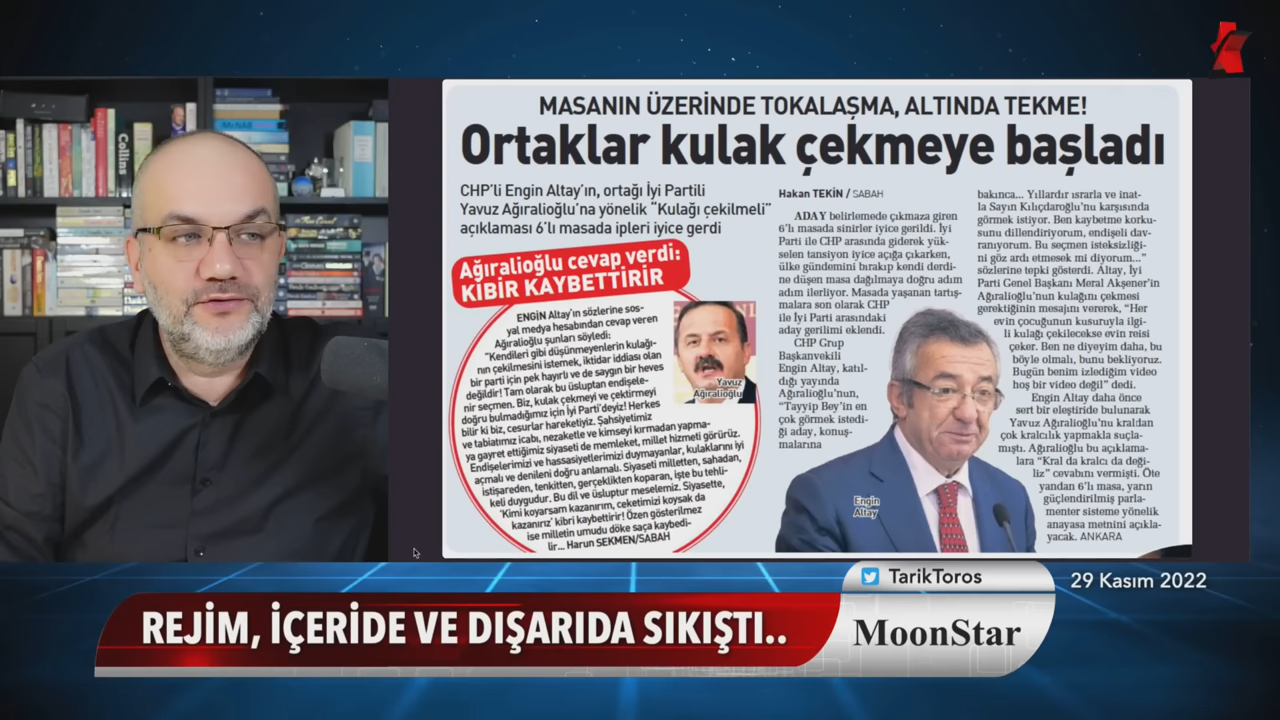 MASANIN ÜZERİNDE TOKALAŞMA, ALTINDA TEKME!
Ortaklar kulak çekmeye başladı
CHP'li Engin Altay'ın, ortağı İyi Partili
Yavuz Ağıralioğlu'na yönelik "Kulağı çekilmeli"
açıklaması 6'lı masada ipleri iyice gerdi
Ağıralioğlu cevap verdi:
KİBİR KAYBETTİRİR
ENGİN Altay'ın sözlerine sos-
yal medya hesabından cevap veren
Ağıralioğlu şunları söyledi:
"Kendileri gibi düşünmeyenlerin kulağı-
nın çekilmesini istemek, iktidar iddiası olan
bir parti için pek hayırlı ve de saygın bir heves
değildir! Tam olarak bu üsluptan endişele-
nir seçmen. Biz, kulak çekmeyi ve çektirmeyi
doğru bulmadığımız için İyi Parti'deyiz! Herkes
bilir ki biz, cesurlar hareketiyiz. Şahsiyetimiz
ve tabiatımız icabı, nezaketle ve kimseyi kırmadan yapma-
ya gayret ettiğimiz siyaseti de memleket, millet hizmeti görürüz.
Endişelerimizi ve hassasiyetlerimizi duymayanlar, kulaklarını iyi
açmalı ve denileni doğru anlamalı. Siyaseti milletten, sahadan,
istişareden, tenkitten, gerçeklikten koparan, işte bu tehli-
keli duygudur. Bu dil ve üsluptur meselemiz. Siyasette,
'Kimi koyarsam kazanırım, ceketimizi koysak da
kazanırız' kibri kaybettirir! Özen gösterilmez
ise milletin umudu döke saça kaybedi-
lir... Harun SEKMEN/SABAH
Yavuz
Ağıralioğlu
Hakan TEKİN / SABAH
ADAY belirlemede çıkmaza giren
6'lı masada sinirler iyice gerildi. İyi
Parti ile CHP arasında giderek yük-
selen tansiyon iyice açığa çıkarken,
ülke gündemini bırakıp kendi derdi-
ne düşen masa dağılmaya doğru adım
adım ilerliyor. Masada yaşanan tartış-
malara son olarak CHP
ile İyi Parti arasındaki
aday gerilimi eklendi.
CHP Grup
Başkanvekili
Engin Altay, katıl-
dığı yayında
Ağıralioğlu'nun,
"Tayyip Bey'in en
çok görmek istedi-
ği aday, konuş-
malarına
bakınca... Yıllardır ısrarla ve inat-
la Sayın Kılıçdaroğlu'nu karşısında
görmek istiyor. Ben kaybetme korku-
sunu dillendiriyorum, endişeli dav-
ranıyorum. Bu seçmen isteksizliği-
ni göz ardı etmesek mi diyorum..."
sözlerine tepki gösterdi. Altay, İyi
Parti Genel Başkanı Meral Akşener'in
Ağıralioğlu'nun kulağını çekmesi
gerektiğinin mesajını vererek, "Her
evin çocuğunun kusuruyla ilgi-
li kulağı çekilecekse evin reisi
çeker. Ben ne diyeyim daha, bu
böyle olmalı, bunu bekliyoruz.
Bugün benim izlediğim video
hoş bir video değil" dedi.
Engin Altay daha önce
sert bir eleştiride bulunarak
Yavuz Ağıralioğlu'nu kraldan
çok kralcılık yapmakla suçla-
mıştı. Ağıralioğlu bu açıklama-
lara "Kral da kralcı da deği-
liz" cevabını vermişti. Öte
yandan 6'lı masa, yarın
güçlendirilmiş parla-
menter sisteme yönelik
anayasa metnini açıkla-
yacak. ANKARA
Engin
Altay
Collins
McNAB
TarikToros
29 Kasım 2022
REJİM, İÇERİDE VE DIŞARIDA SIKIŞTI..
MoonStar